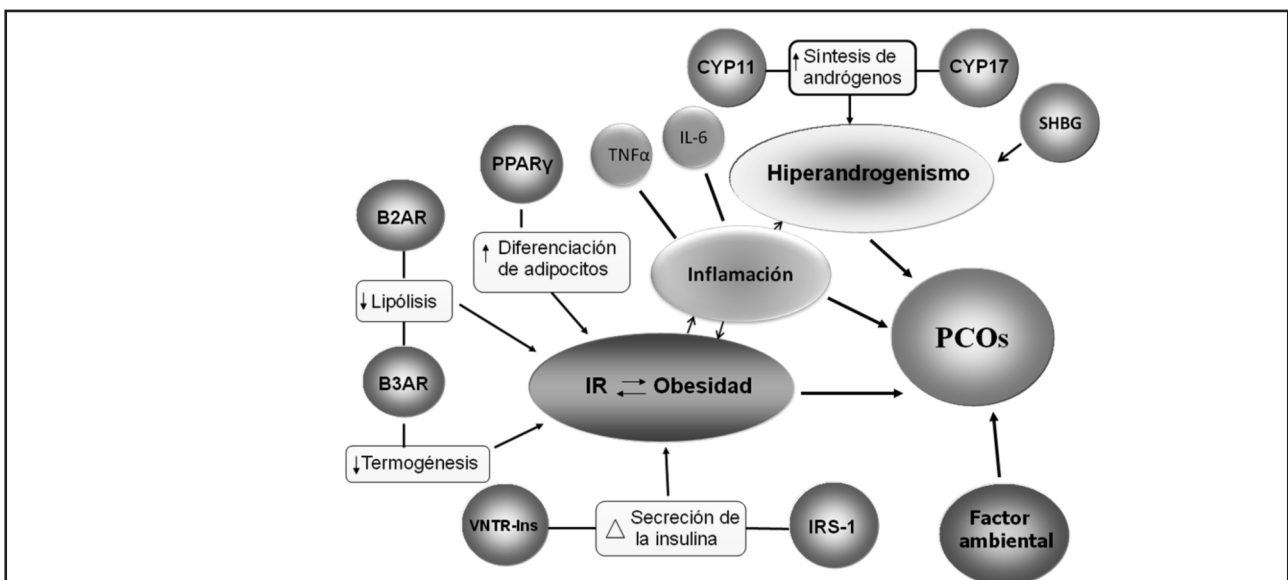 CYP11
↑ Síntesis de
andrógenos
CYP17
SHBG
IL-6
TNFα
PPARγ
Hiperandrogenismo
B2AR
↑ Diferenciación
de adipocitos
Inflamación
↓ Lipólisis
PCOs
B3AR
IR ⇄ Obesidad
↓ Termogénesis
VNTR-Ins
△ Secreción de
la insulina
IRS-1
Factor
ambiental